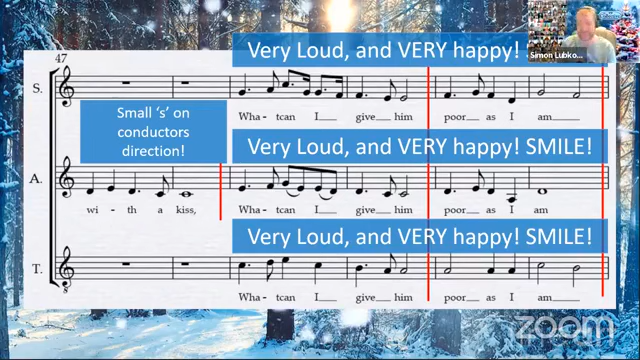 Very Loud, and VERY happy!
Simon Lubko...
47
S.
Wha- tcan I give him poor as I am
Small ‘s’ on
conductors
direction!
Very Loud, and VERY happy! SMILE!
A.
wi - th a kiss, Wha- tcan I give him poor as I am
Very Loud, and VERY happy! SMILE!
T.
8
Wha- tcan I give him poor as I am
zoom